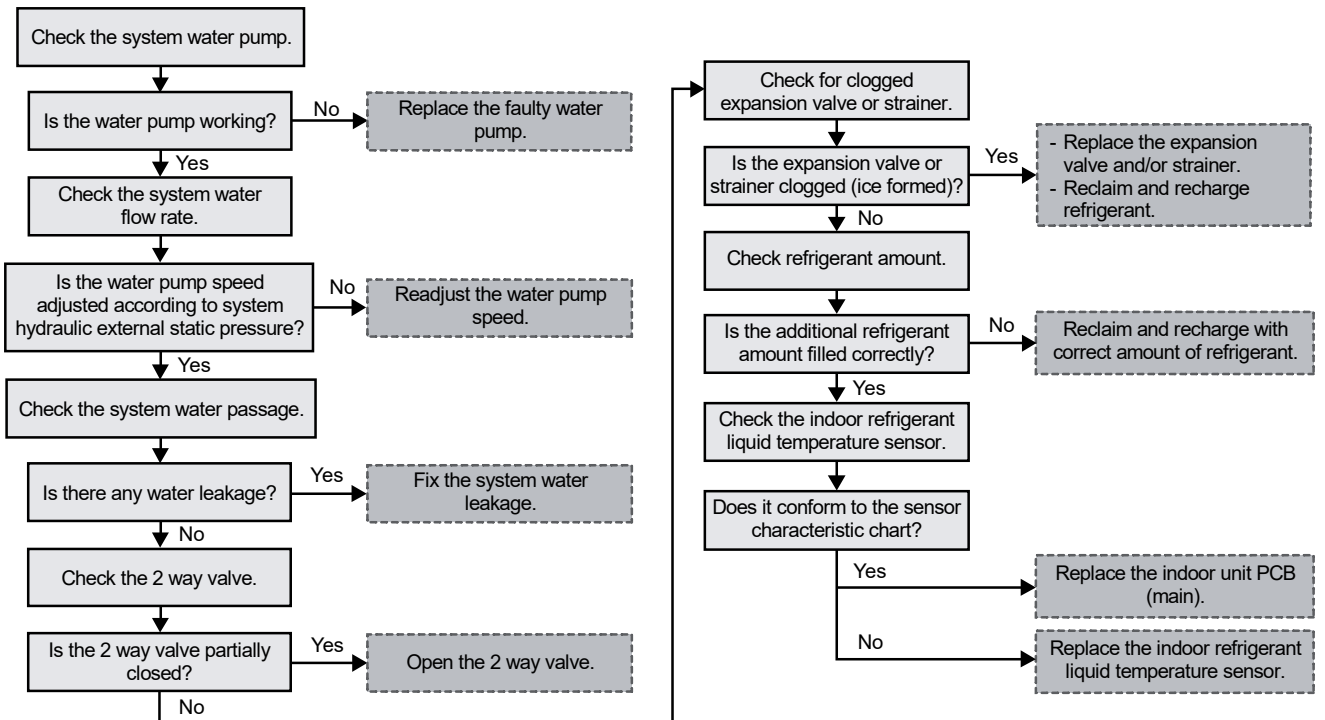 Check the system water pump.
Is the water pump working?
No
Replace the faulty water
pump.
Yes
Check the system water
flow rate.
Is the water pump speed
adjusted according to system
hydraulic external static pressure?
No
Readjust the water pump
speed.
Yes
Check the system water passage.
Is there any water leakage?
Yes
Fix the system water
leakage.
No
Check the 2 way valve.
Is the 2 way valve partially
closed?
Yes
Open the 2 way valve.
No
Check for clogged
expansion valve or strainer.
Is the expansion valve or
strainer clogged (ice formed)?
Yes
- Replace the expansion
valve and/or strainer.
- Reclaim and recharge
refrigerant.
No
Check refrigerant amount.
Is the additional refrigerant
amount filled correctly?
No
Reclaim and recharge with
correct amount of refrigerant.
Yes
Check the indoor refrigerant
liquid temperature sensor.
Does it conform to the sensor
characteristic chart?
Yes
Replace the indoor unit PCB
(main).
No
Replace the indoor refrigerant
liquid temperature sensor.